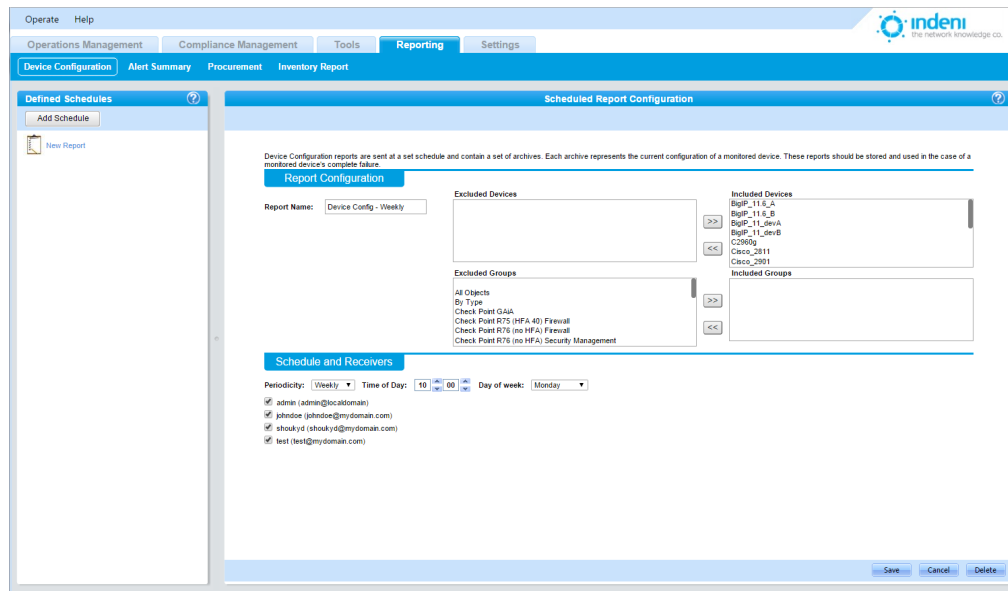 Operate Help
indeni
the network knowledge co.
Operations Management Compliance Management Tools Reporting Settings
Device Configuration Alert Summary Procurement Inventory Report
Defined Schedules ?
Add Schedule
New Report
Scheduled Report Configuration ?
Device Configuration reports are sent at a set schedule and contain a set of archives. Each archive represents the current configuration of a monitored device. These reports should be stored and used in the case of a
monitored device's complete failure.
Report Configuration
Report Name: Device Config - Weekly
Excluded Devices
>>
<<
Included Devices
BigIP_11.6_A
BigIP_11.6_B
BigIP_11_devA
BigIP_11_devB
C2960g
Cisco_2811
Cisco_2901
Excluded Groups
All Objects
By Type
Check Point GAiA
Check Point R75 (HFA 40) Firewall
Check Point R76 (no HFA) Firewall
Check Point R76 (no HFA) Security Management
>>
<<
Included Groups
Schedule and Receivers
Periodicity: Weekly Time of Day: 10 00 Day of week: Monday
admin (admin@localdomain)
johndoe (johndoe@mydomain.com)
shoukyd (shoukyd@mydomain.com)
test (test@mydomain.com)
Save Cancel Delete